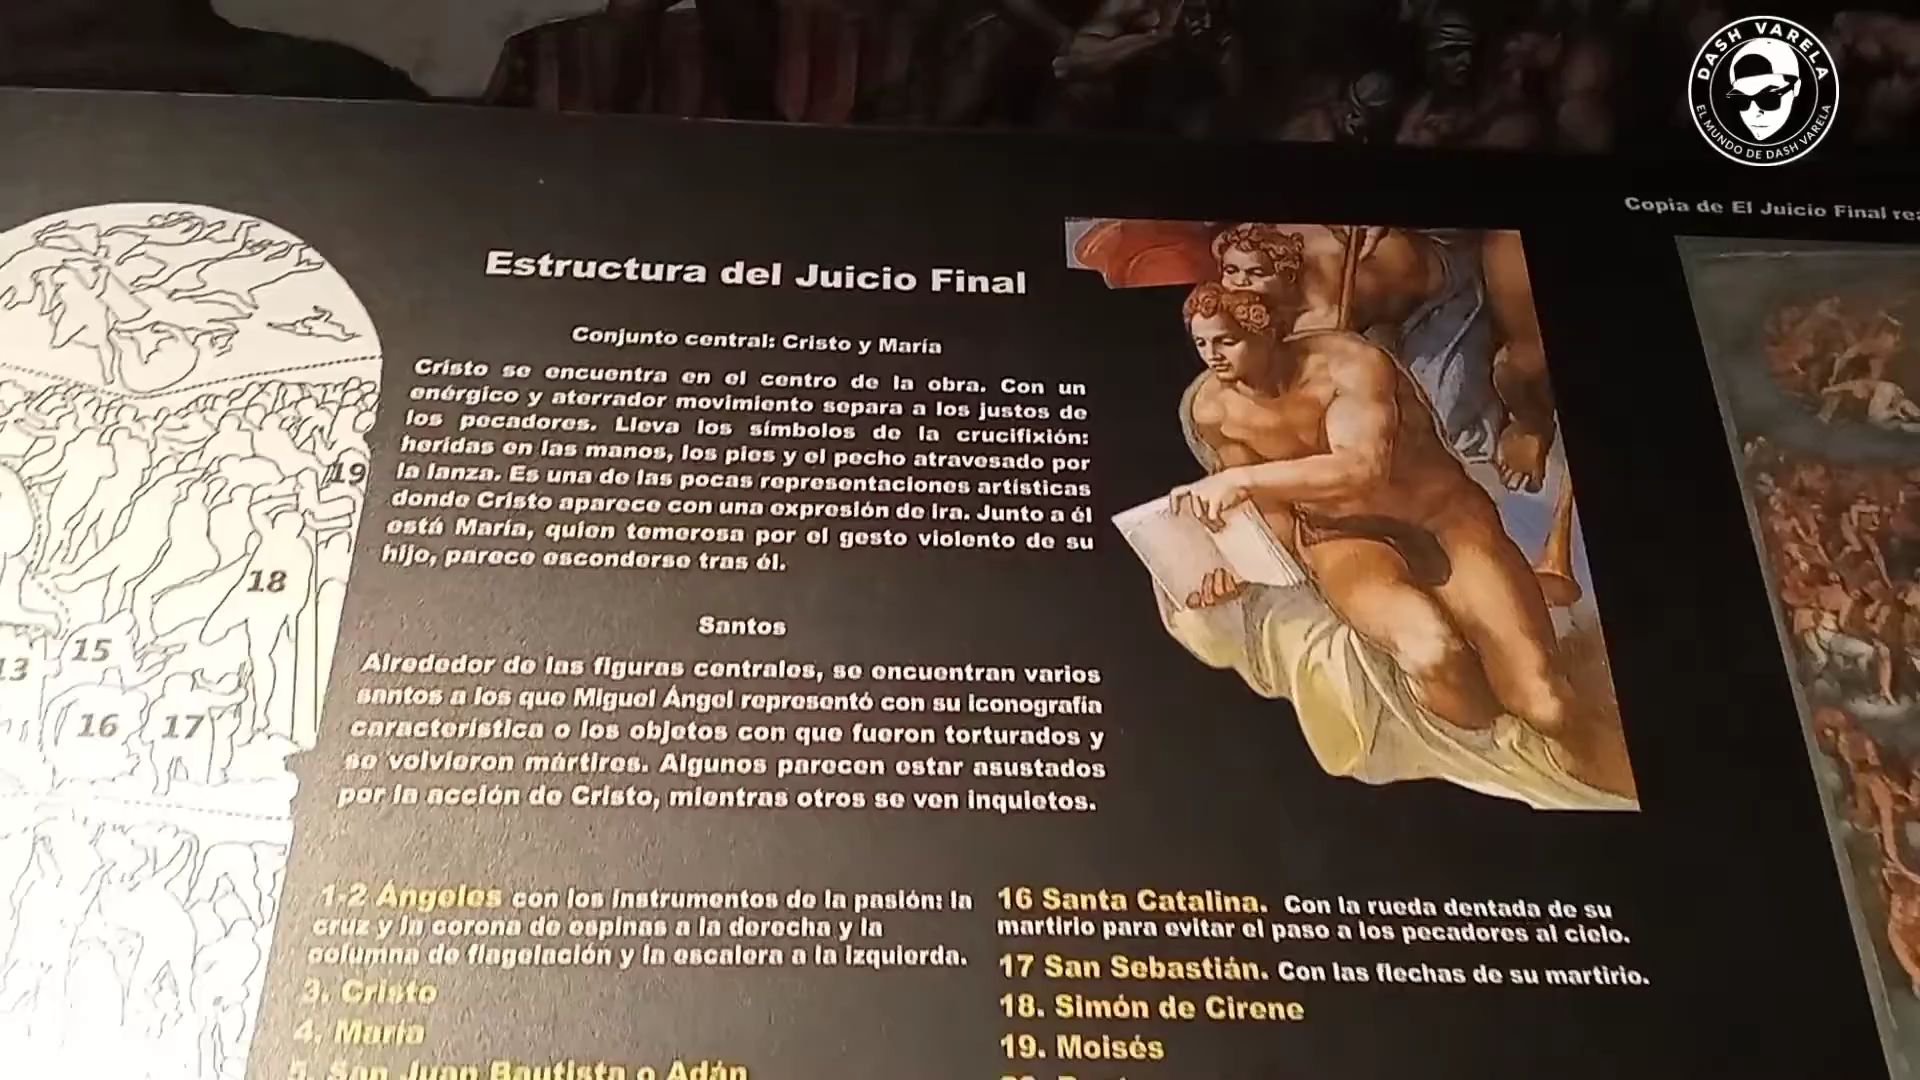 DASH VARELA
EL MUNDO DE DASH VARELA
Copia de El Juicio Final
Estructura del Juicio Final
Conjunto central: Cristo y María
Cristo se encuentra en el centro de la obra. Con un
enérgico y aterrador movimiento separa a los justos de
los pecadores. Lleva los símbolos de la crucifixión:
heridas en las manos, los pies y el pecho atravesado por
la lanza. Es una de las pocas representaciones artísticas
donde Cristo aparece con una expresión de ira. Junto a él
está María, quien temerosa por el gesto violento de su
hijo, parece esconderse tras él.
Santos
Alrededor de las figuras centrales, se encuentran varios
santos a los que Miguel Ángel representó con su iconografía
característica o los objetos con que fueron torturados y
se volvieron mártires. Algunos parecen estar asustados
por la acción de Cristo, mientras otros se ven inquietos.
19
18
15
13
16
17
1-2 Ángeles con los instrumentos de la pasión: la
cruz y la corona de espinas a la derecha y la
columna de flagelación y la escalera a la izquierda.
3. Cristo
4. María
5. San Juan Bautista o Adán
16 Santa Catalina. Con la rueda dentada de su
martirio para evitar el paso a los pecadores al cielo.
17 San Sebastián. Con las flechas de su martirio.
18. Simón de Cirene
19. Moisés